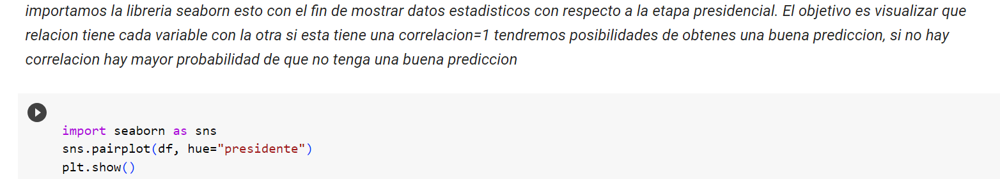 importamos la libreria seaborn esto con el fin de mostrar datos estadisticos con respecto a la etapa presidencial. El objetivo es visualizar que
relacion tiene cada variable con la otra si esta tiene una correlacion=1 tendremos posibilidades de obtenes una buena prediccion, si no hay
correlacion hay mayor probabilidad de que no tenga una buena prediccion
import seaborn as sns
sns.pairplot(df, hue="presidente")
plt.show()